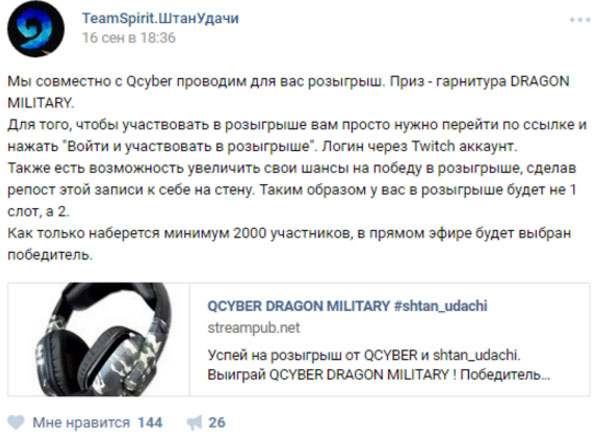 TeamSpirit.ШтанУдачи
16 сен в 18:36
Мы совместно с Qcyber проводим для вас розыгрыш. Приз - гарнитура DRAGON
MILITARY.
Для того, чтобы участвовать в розыгрыше вам просто нужно перейти по ссылке и
нажать "Войти и участвовать в розыгрыше". Логин через Twitch аккаунт.
Также есть возможность увеличить свои шансы на победу в розыгрыше, сделав
репост этой записи к себе на стену. Таким образом у вас в розыгрыше будет не 1
слот, а 2.
Как только наберется минимум 2000 участников, в прямом эфире будет выбран
победитель.
QCYBER DRAGON MILITARY #shtan_udachi
streampub.net
Успей на розыгрыш от QCYBER и shtan_udachi.
Выиграй QCYBER DRAGON MILITARY ! Победитель...
Мне нравится 144 26